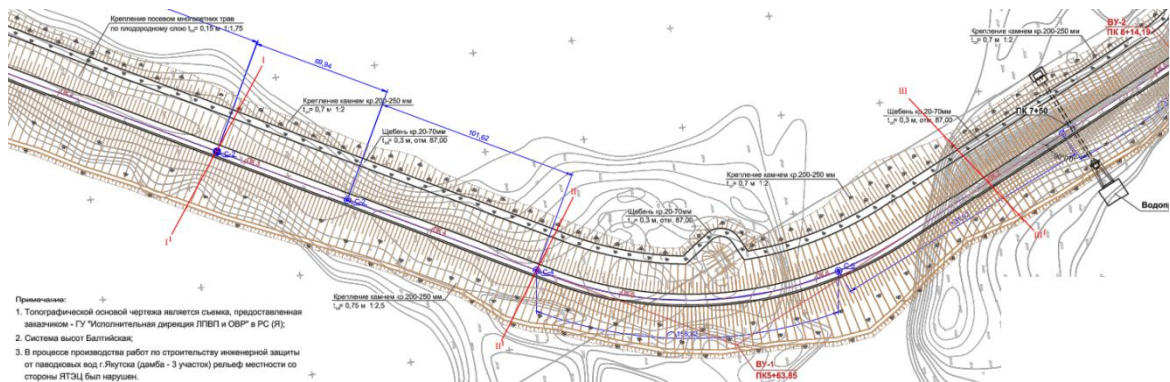 Крепление посевом многолетних трав
по плодородному слою t= 0,15 м 1:1,75
69,94
I
Крепление камнем кр.200-250 мм
t = 0,7 м 1:2
Щебень кр.20-70мм
t = 0,3 м, отм. 87,00
101,62
II
Крепление камнем кр.200-250 мм
t = 0,7 м 1:2
Щебень кр.20-70мм
t = 0,3 м, отм. 87,00
III
Щебень кр.20-70мм
t = 0,3 м, отм. 87,00
Крепление камнем кр.200-250 мм
t = 0,7 м 1:2
ВУ-2
ПК 8+14,19
ПК 7+50
Водопр
I
III
Крепление камнем кр.200-250 мм
t = 0,75 м 1:2,5
II
ВУ-1
ПК5+63,85
Примечание:
1. Топографической основой чертежа является съемка, предоставленная
заказчиком - ГУ "Исполнительная дирекция ЛПВП и ОВР" в РС (Я);
2. Система высот Балтийская;
3. В процессе производства работ по строительству инженерной защиты
от паводковых вод г.Якутска (дамба - 3 участок) рельеф местности со
стороны ЯТЭЦ был нарушен.